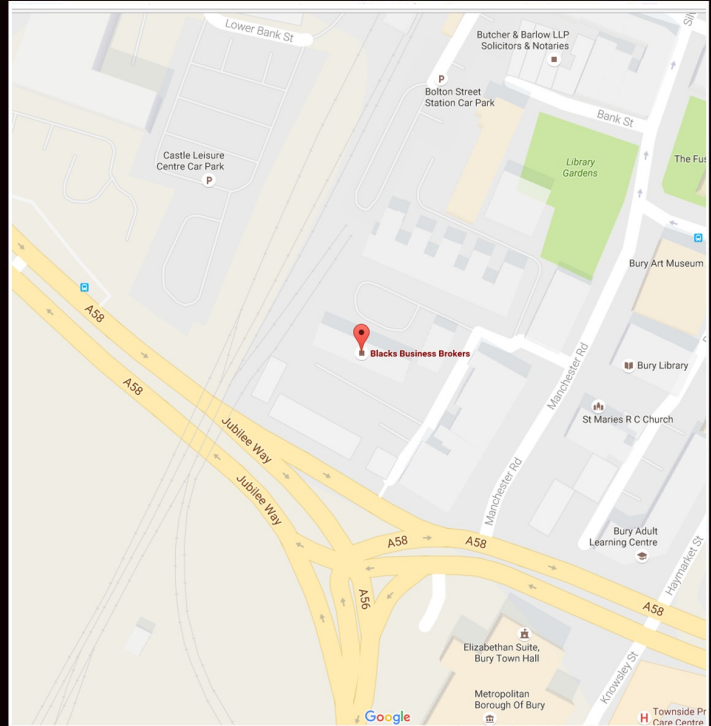 Lower Bank St
Butcher & Barlow LLP
Solicitors & Notaries
P
Bolton Street
Station Car Park
Bank St
Castle Leisure
Centre Car Park
P
Library
Gardens
The Fus
Bury Art Museum
A58
A58
Blacks Business Brokers
Manchester Rd
Bury Library
St Maries R C Church
Jubilee Way
Jubilee Way
Manchester Rd
Bury Adult
Learning Centre
Haymarket St
A58
A58
A56
A58
Elizabethan Suite,
Bury Town Hall
Knowsley St
Metropolitan
Borough Of Bury
H
Townside Pr
Care Centre
Google